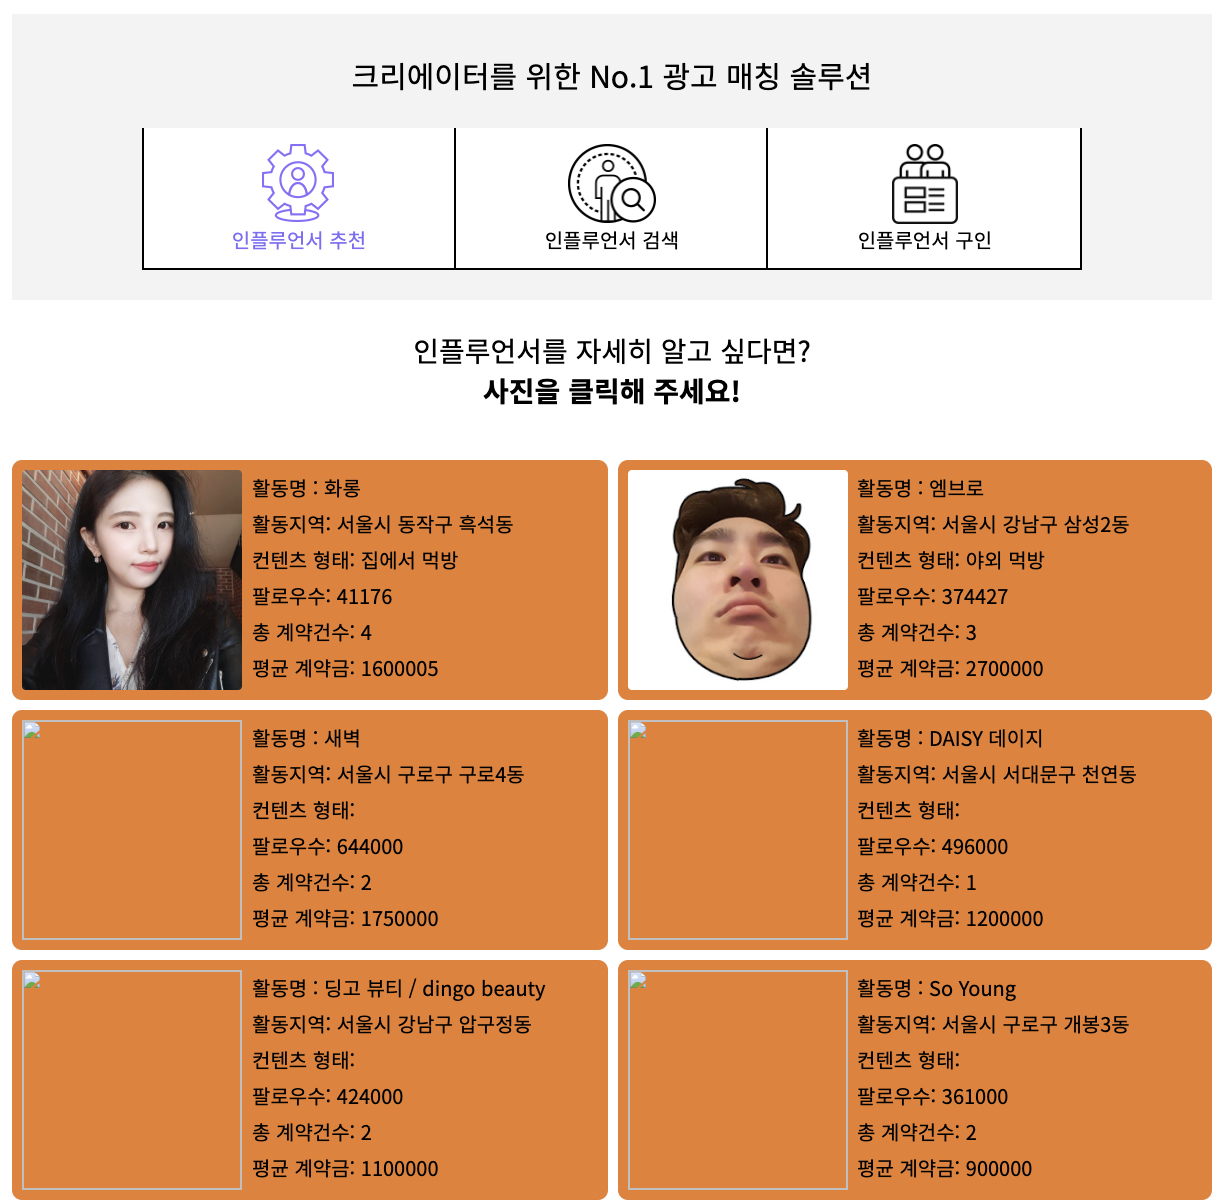 크리에이터를 위한 No.1 광고 매칭 솔루션
인플루언서 추천
인플루언서 검색
인플루언서 구인
인플루언서를 자세히 알고 싶다면?
사진을 클릭해 주세요!
활동명 : 화롱
활동지역: 서울시 동작구 흑석동
컨텐츠 형태: 집에서 먹방
팔로우수: 41176
총 계약건수: 4
평균 계약금: 1600005
활동명 : 엠브로
활동지역: 서울시 강남구 삼성2동
컨텐츠 형태: 야외 먹방
팔로우수: 374427
총 계약건수: 3
평균 계약금: 2700000
활동명 : 새벽
활동지역: 서울시 구로구 구로4동
컨텐츠 형태:
팔로우수: 644000
총 계약건수: 2
평균 계약금: 1750000
활동명 : DAISY 데이지
활동지역: 서울시 서대문구 천연동
컨텐츠 형태:
팔로우수: 496000
총 계약건수: 1
평균 계약금: 1200000
활동명 : 딩고 뷰티 / dingo beauty
활동지역: 서울시 강남구 압구정동
컨텐츠 형태:
팔로우수: 424000
총 계약건수: 2
평균 계약금: 1100000
활동명 : So Young
활동지역: 서울시 구로구 개봉3동
컨텐츠 형태:
팔로우수: 361000
총 계약건수: 2
평균 계약금: 900000